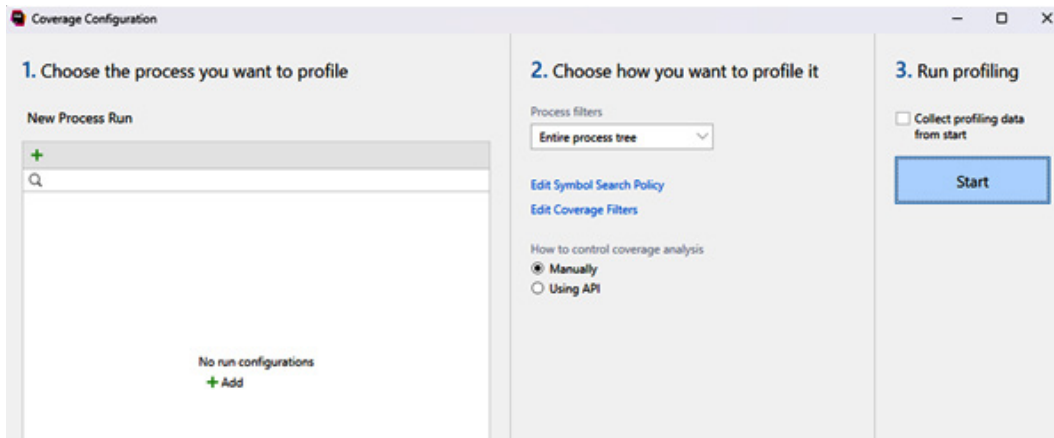 Coverage Configuration
1. Choose the process you want to profile
New Process Run
No run configurations
+ Add
2. Choose how you want to profile it
Process filters
Entire process tree
Edit Symbol Search Policy
Edit Coverage Filters
How to control coverage analysis
Manually
Using API
3. Run profiling
Collect profiling data
from start
Start